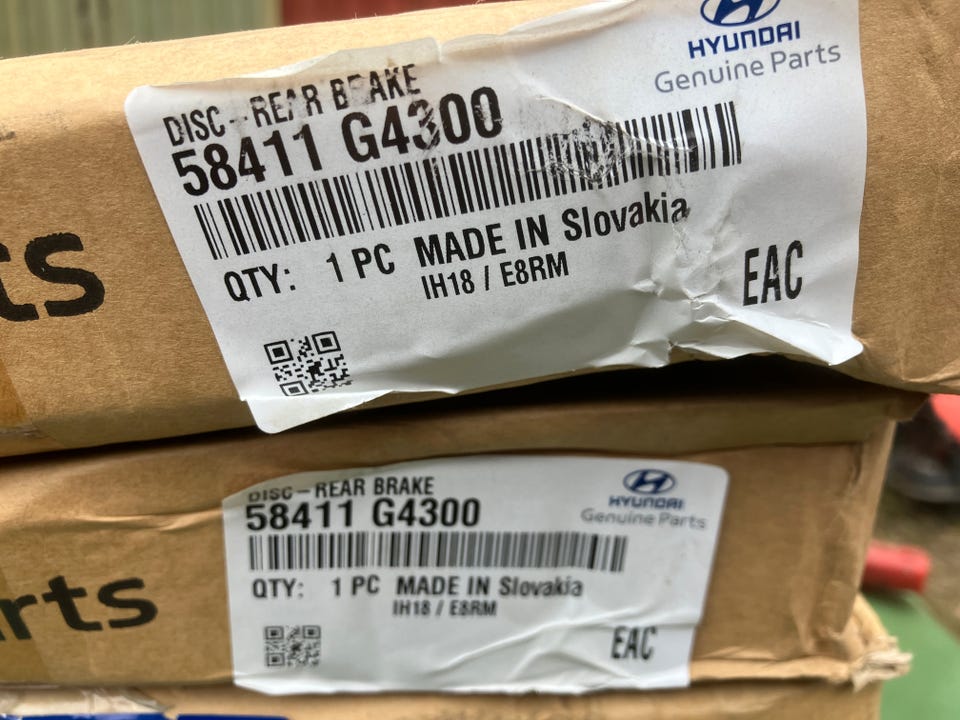 HYUNDAI
Genuine Parts
DISC-REAR BRAKE
58411 G4300
QTY: 1 PC MADE IN Slovakia
IH18 / E8RM
EAC
ts
DISC-REAR BRAKE
58411 G4300
HYUNDAI
Genuine Parts
QTY: 1 PC MADE IN Slovakia
IH18 / E8RM
EAC
rts